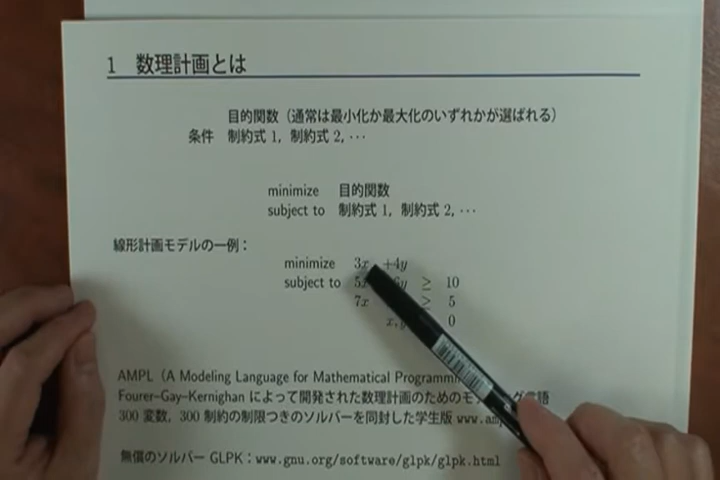 1 数理計画とは
目的関数（通常は最小化か最大化のいずれかが選ばれる）
条件 制約式 1, 制約式 2, ···
minimize 目的関数
subject to 制約式 1, 制約式 2, ···
線形計画モデルの一例：
minimize 3x +4y
subject to 5x 6y ≥ 10
7x ≥ 5
x, y 0
AMPL (A Modeling Language for Mathematical
Fourer-Gay-Kernighan によって開発された数理計画のための
300 変数, 300 制約の制限つきのソルバーを同封した学生版
無償のソルバー GLPK：www.gnu.org/software/glpk/glpk.html